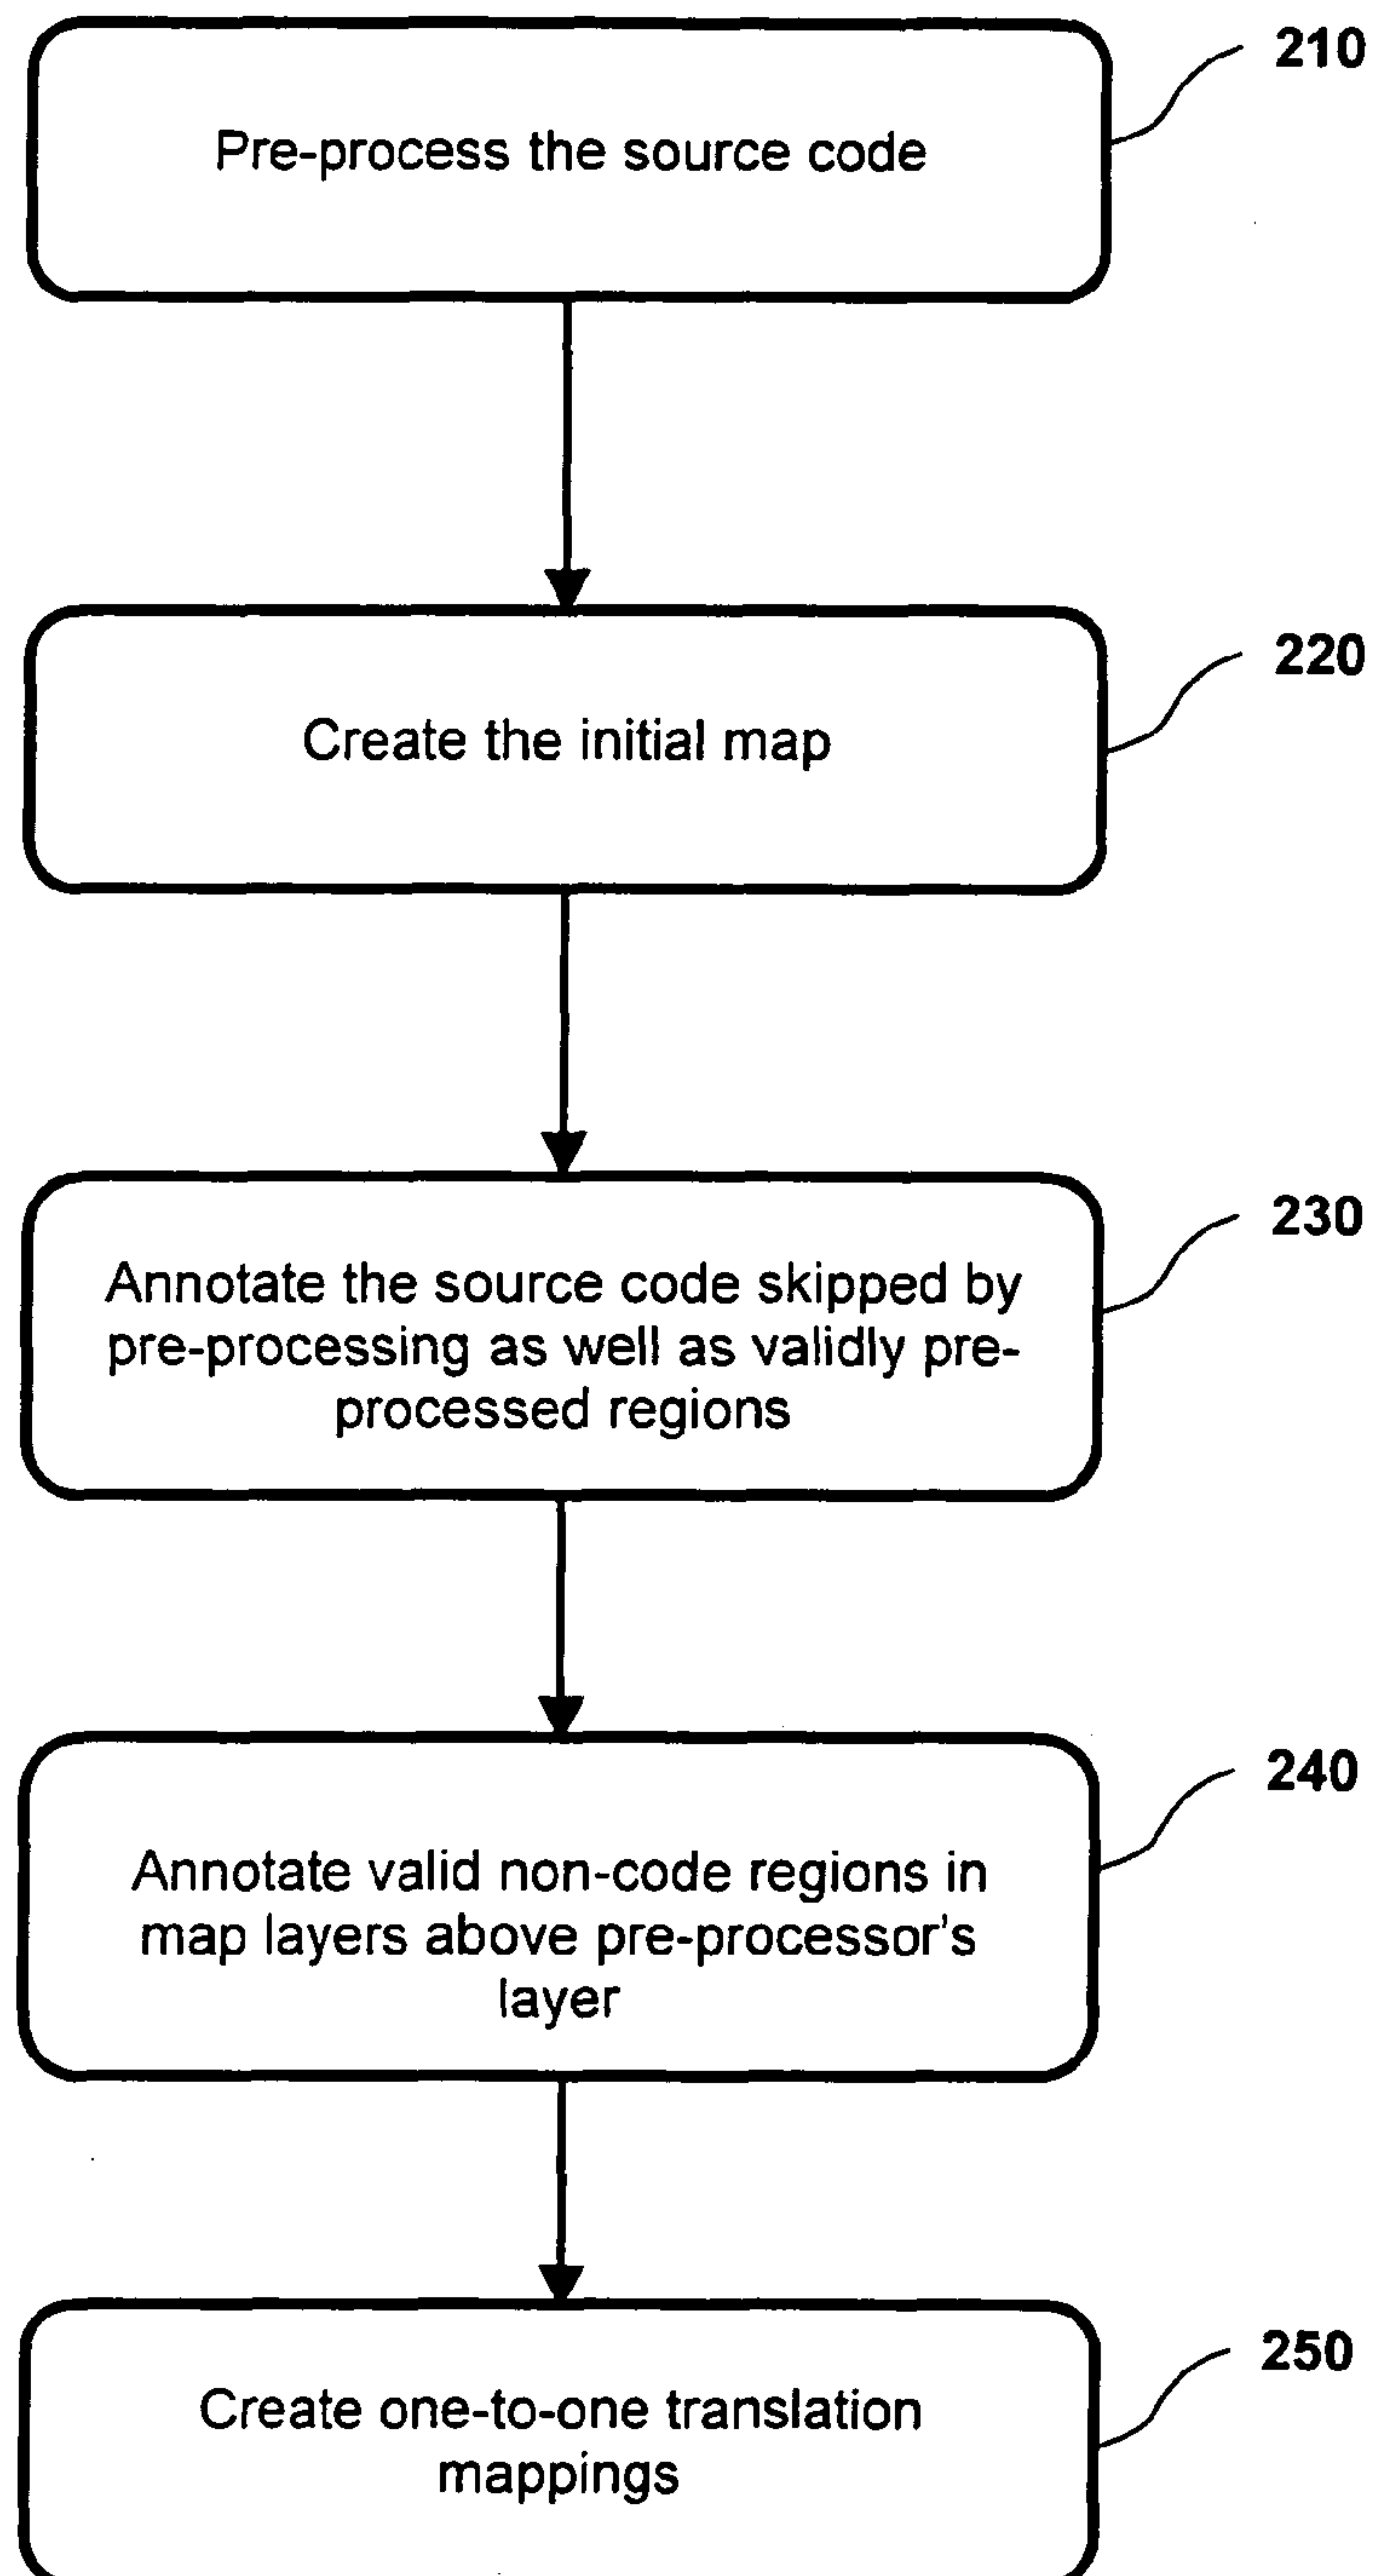 210
Pre-process the source code
220
Create the initial map
230
Annotate the source code skipped by
pre-processing as well as validly pre-
processed regions
240
Annotate valid non-code regions in
map layers above pre-processor's
layer
250
Create one-to-one translation
mappings